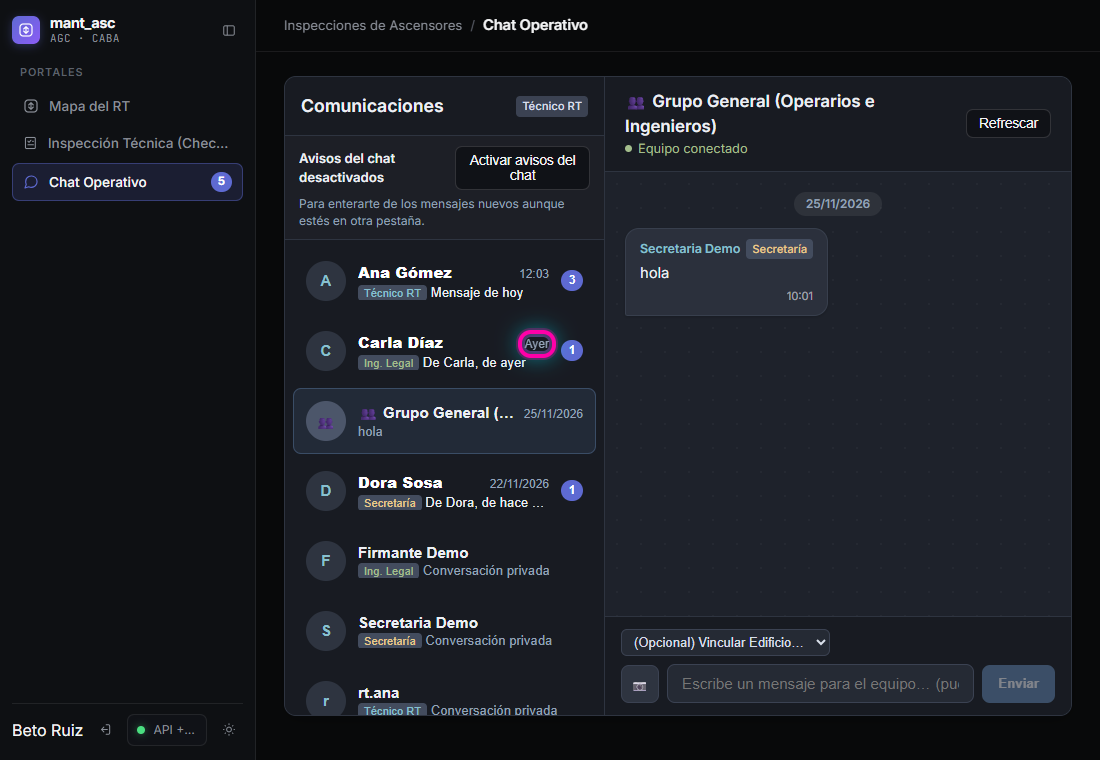 mant_asc
AGC · CABA
PORTALES
Mapa del RT
Inspección Técnica (Chec...
Chat Operativo 5
Beto Ruiz
API +...
Inspecciones de Ascensores / Chat Operativo
Comunicaciones
Técnico RT
Avisos del chat
desactivados
Activar avisos del
chat
Para enterarte de los mensajes nuevos aunque
estés en otra pestaña.
A Ana Gómez 12:03 3
Técnico RT Mensaje de hoy
C Carla Díaz Ayer 1
Ing. Legal De Carla, de ayer
Grupo General (... 25/11/2026
hola
D Dora Sosa 22/11/2026 1
Secretaría De Dora, de hace ...
F Firmante Demo
Ing. Legal Conversación privada
S Secretaria Demo
Secretaría Conversación privada
r rt.ana
Técnico RT Conversación privada
Grupo General (Operarios e
Ingenieros)
Equipo conectado
Refrescar
25/11/2026
Secretaria Demo Secretaría
hola
10:01
(Opcional) Vincular Edificio...
Escribe un mensaje para el equipo... (pu
Enviar